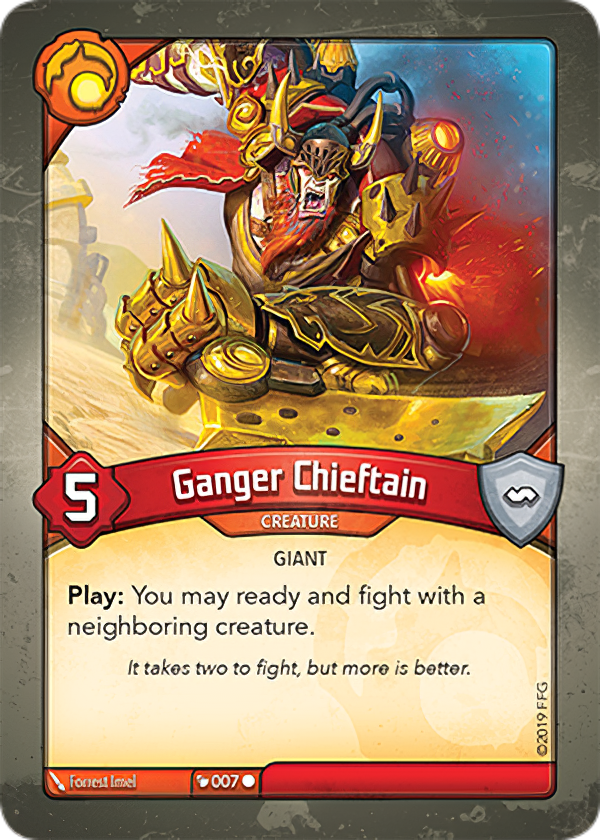 Ganger Chieftain
5
CREATURE
GIANT
Play: You may ready and fight with a
neighboring creature.
It takes two to fight, but more is better.
©2019 FFG
Forrest Imel
007